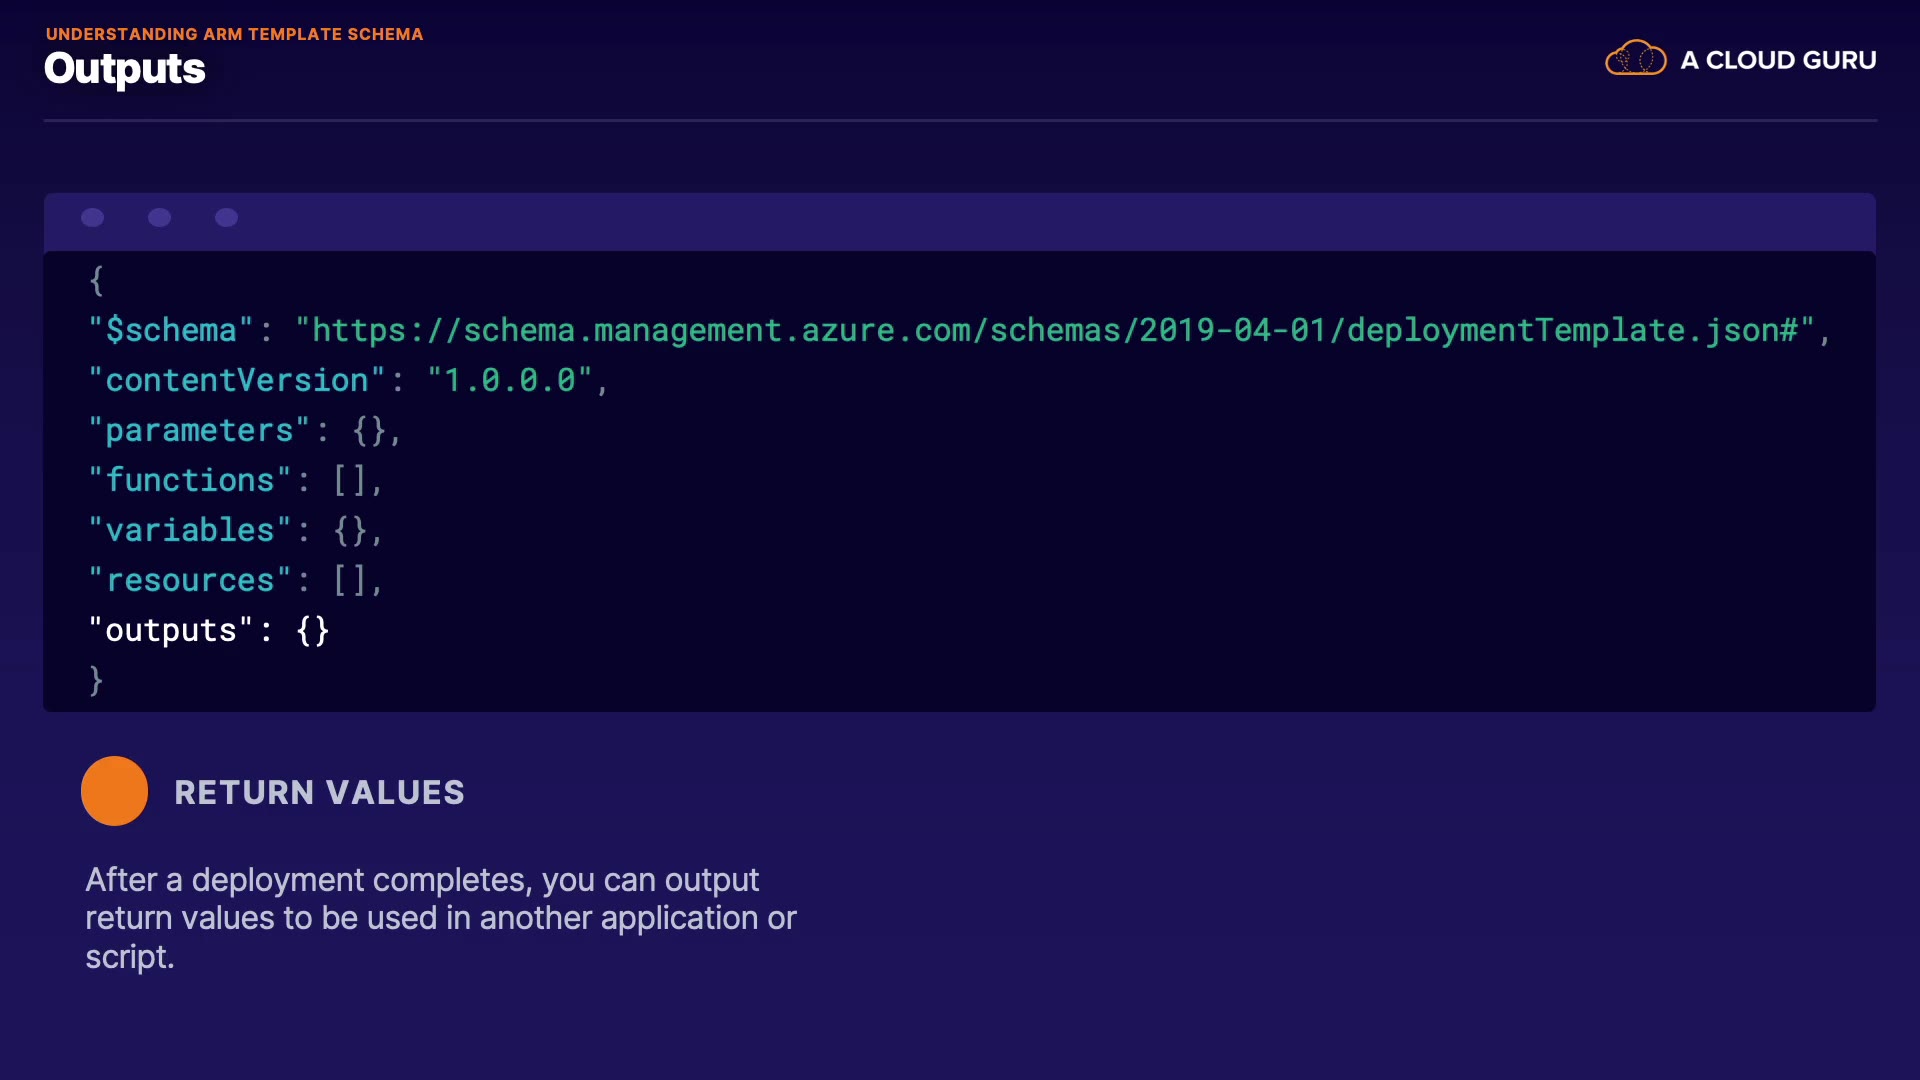 UNDERSTANDING ARM TEMPLATE SCHEMA
Outputs
A CLOUD GURU
{
"$schema": "https://schema.management.azure.com/schemas/2019-04-01/deploymentTemplate.json#",
"contentVersion": "1.0.0.0",
"parameters": {},
"functions": [],
"variables": {},
"resources": [],
"outputs": {}
}
RETURN VALUES
After a deployment completes, you can output
return values to be used in another application or
script.